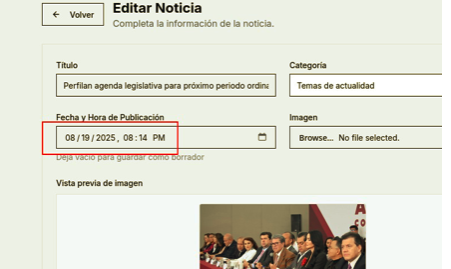 ← Volver
Editar Noticia
Completa la información de la noticia.
Título
Perfilan agenda legislativa para próximo periodo ordina
Categoría
Temas de actualidad
Fecha y Hora de Publicación
08/19/2025, 08:14 PM
Deja vacío para guardar como borrador
Imagen
Browse... No file selected.
Vista previa de imagen